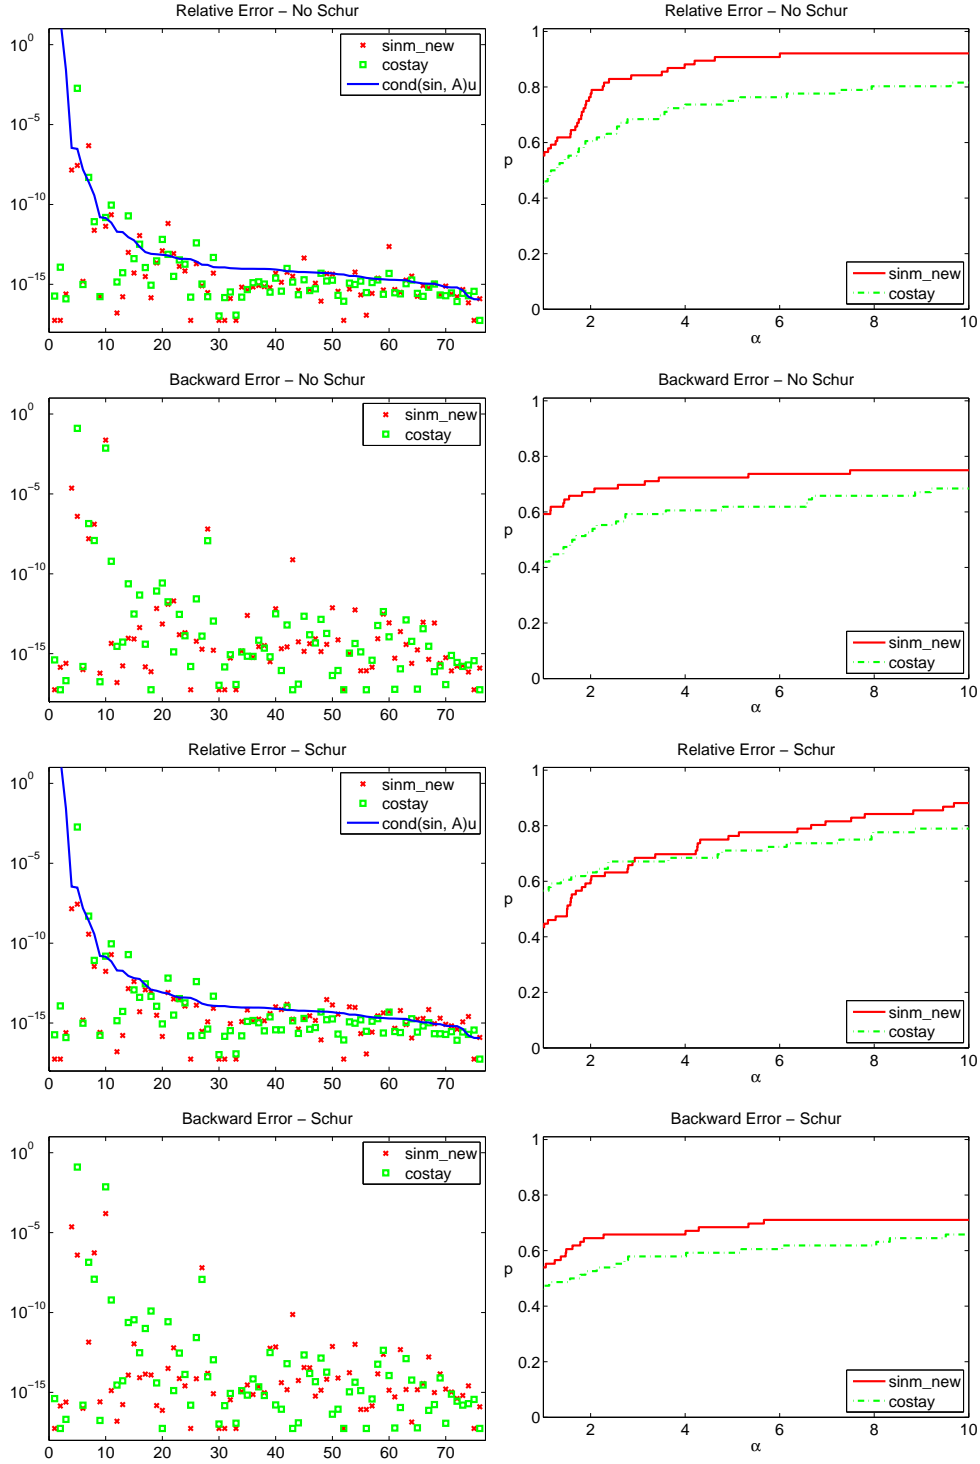 Relative Error − No Schur
10^0
10^−5
10^−10
10^−15
0 10 20 30 40 50 60 70
sinm_new
costay
cond(sin, A)u
Relative Error − No Schur
1
0.8
p
0.6
0.4
0.2
0
2 4 6 8 10
α
sinm_new
costay
Backward Error − No Schur
10^0
10^−5
10^−10
10^−15
0 10 20 30 40 50 60 70
sinm_new
costay
Backward Error − No Schur
1
0.8
0.6
p
0.4
0.2
0
2 4 6 8 10
α
sinm_new
costay
Relative Error − Schur
10^0
10^−5
10^−10
10^−15
0 10 20 30 40 50 60 70
sinm_new
costay
cond(sin, A)u
Relative Error − Schur
1
0.8
0.6
p
0.4
0.2
0
2 4 6 8 10
α
sinm_new
costay
Backward Error − Schur
10^0
10^−5
10^−10
10^−15
0 10 20 30 40 50 60 70
sinm_new
costay
Backward Error − Schur
1
0.8
0.6
p
0.4
0.2
0
2 4 6 8 10
α
sinm_new
costay